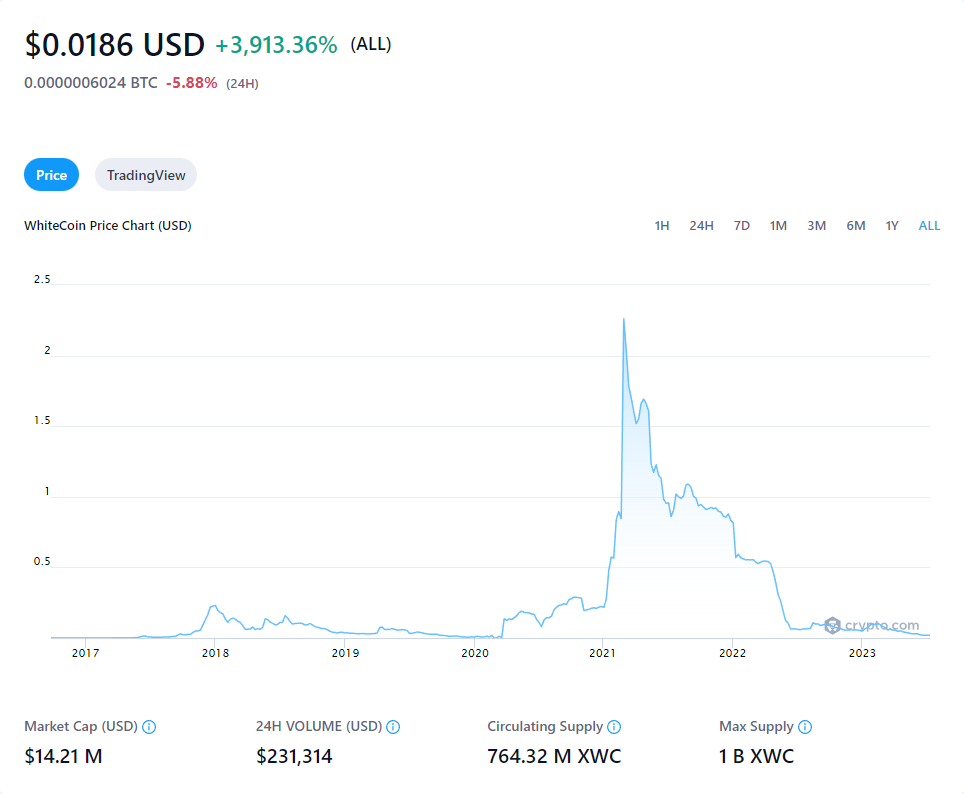 $0.0186 USD +3,913.36% (ALL)
0.0000006024 BTC -5.88% (24H)
Price TradingView
WhiteCoin Price Chart (USD) 1H 24H 7D 1M 3M 6M 1Y ALL
2.5
2
1.5
1
0.5
crypto.com
2017 2018 2019 2020 2021 2022 2023
Market Cap (USD) 24H VOLUME (USD) Circulating Supply Max Supply
$14.21 M $231,314 764.32 M XWC 1 B XWC